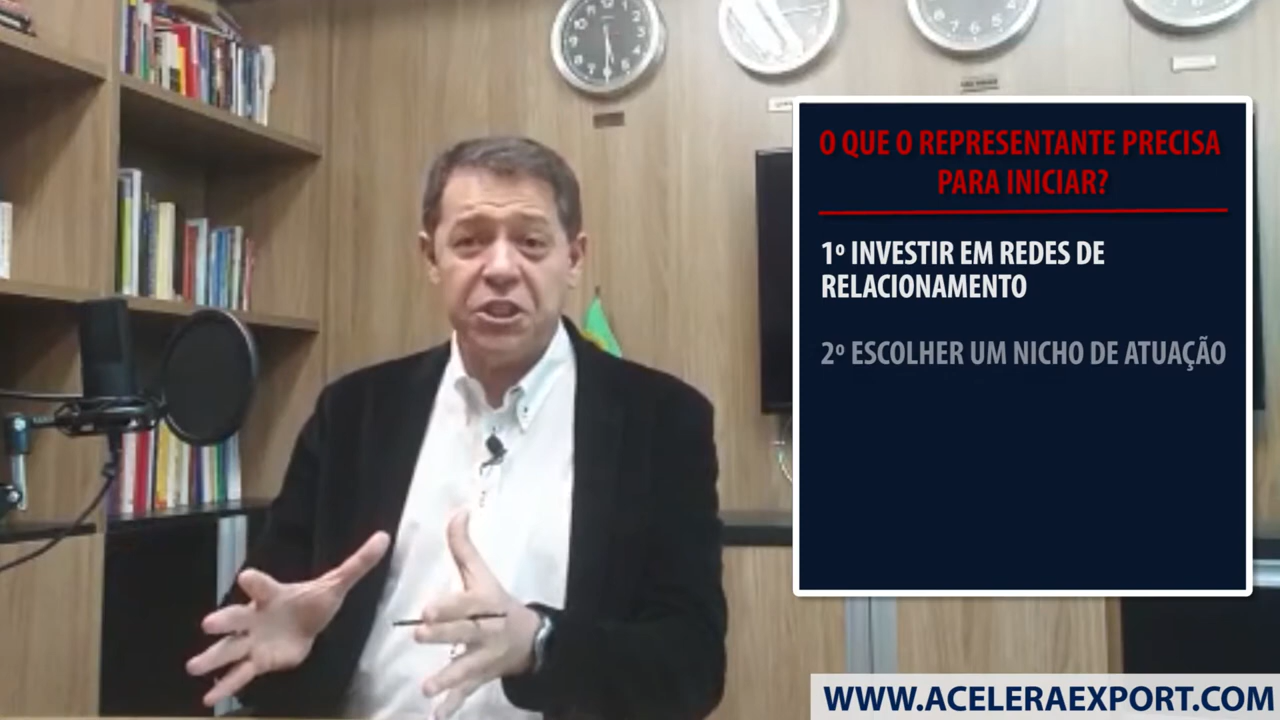 O QUE O REPRESENTANTE PRECISA
PARA INICIAR?
1º INVESTIR EM REDES DE
RELACIONAMENTO
2º ESCOLHER UM NICHO DE ATUAÇÃO
WWW.ACELERAEXPORT.COM